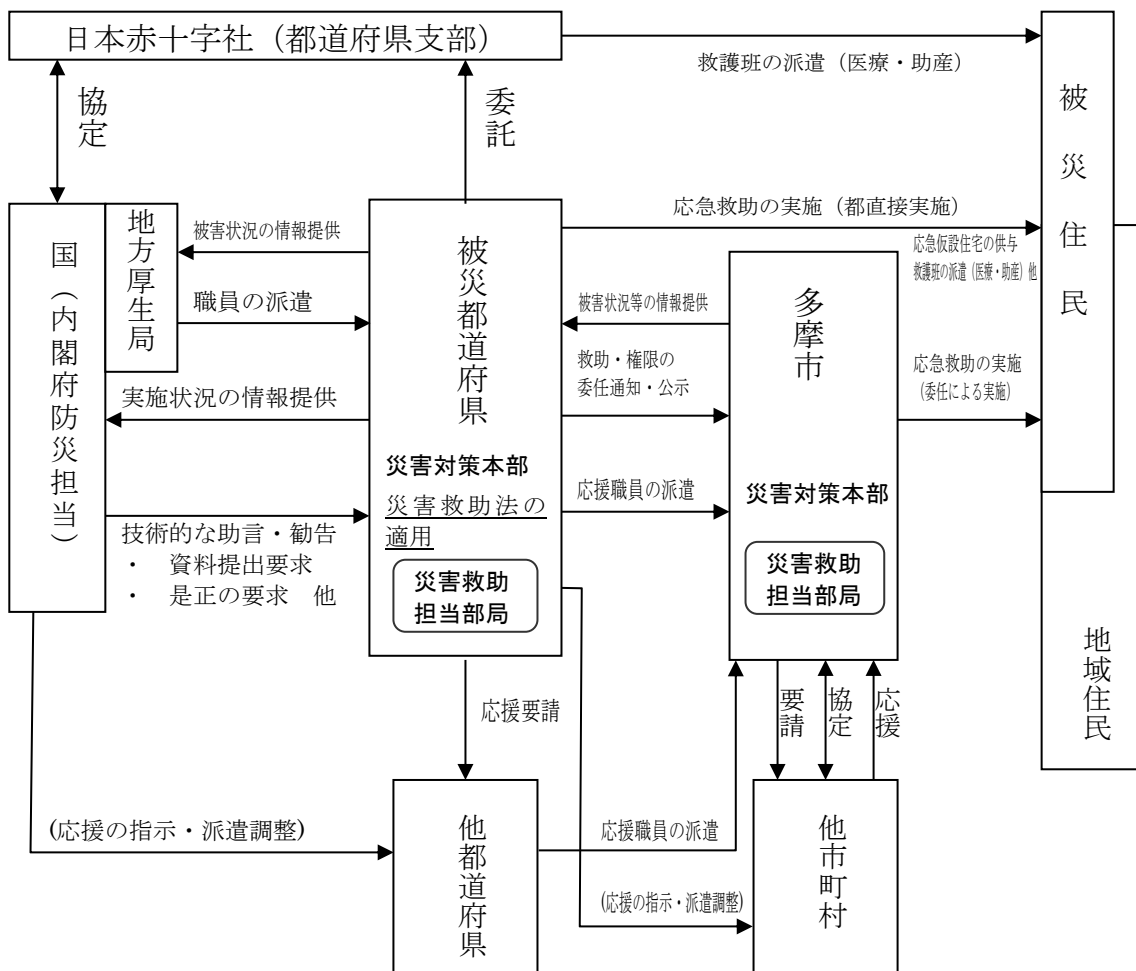 日本赤十字社（都道府県支部）
救護班の派遣（医療・助産）
協定
委託
被災住民
地域住民
国（内閣府防災担当）
地方厚生局
被害状況の情報提供
職員の派遣
実施状況の情報提供
技術的な助言・勧告
・　資料提出要求
・　是正の要求　他
被災都道府県
災害対策本部
災害救助法の
適用
災害救助
担当部局
応急救助の実施（都直接実施）
応急仮設住宅の供与
救護班の派遣（医療・助産）他
被害状況等の情報提供
救助・権限の
委任通知・公示
応援職員の派遣
多摩市
災害対策本部
災害救助
担当部局
応急救助の実施
（委任による実施）
応援要請
要請
協定
応援
(応援の指示・派遣調整)
他都道府県
応援職員の派遣
(応援の指示・派遣調整)
他市町村